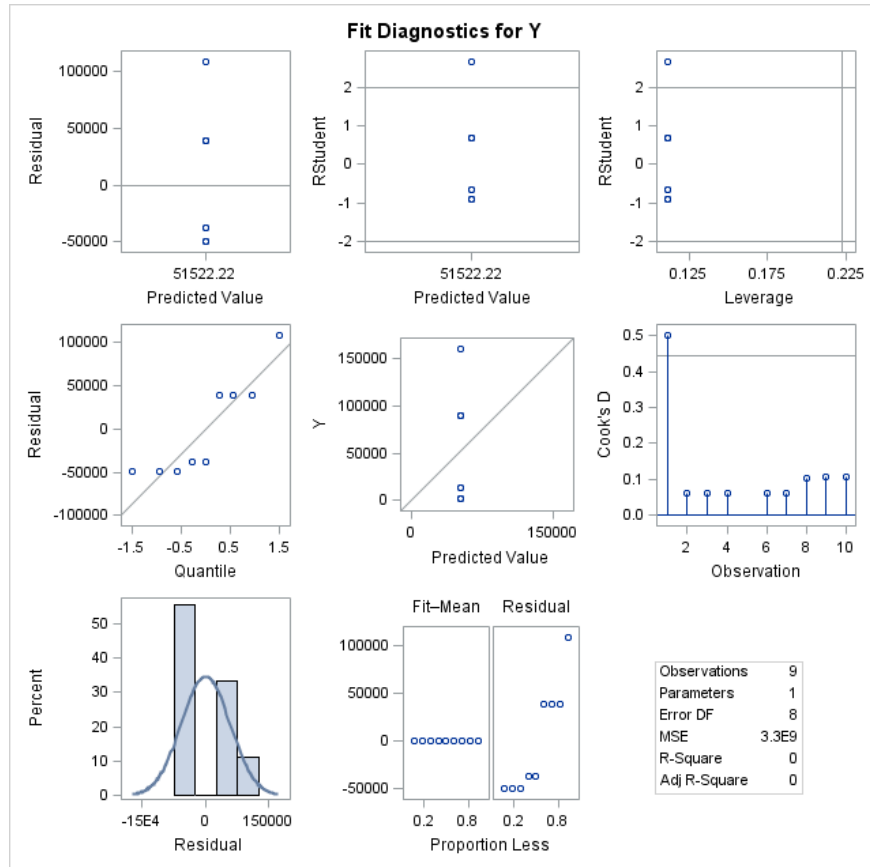 Fit Diagnostics for Y
Residual
100000
50000
0
-50000
51522.22
Predicted Value
RStudent
2
1
0
-1
-2
51522.22
Predicted Value
RStudent
2
1
0
-1
-2
0.125 0.175 0.225
Leverage
Residual
100000
50000
0
-50000
-100000
-1.5 -0.5 0.5 1.5
Quantile
Y
150000
100000
50000
0
0 150000
Predicted Value
Cook's D
0.5
0.4
0.3
0.2
0.1
0.0
2 4 6 8 10
Observation
Percent
50
40
30
20
10
0
-15E4 0 150000
Residual
Fit–Mean Residual
100000
50000
0
-50000
0.2 0.8 0.2 0.8
Proportion Less
Observations 9
Parameters 1
Error DF 8
MSE 3.3E9
R-Square 0
Adj R-Square 0